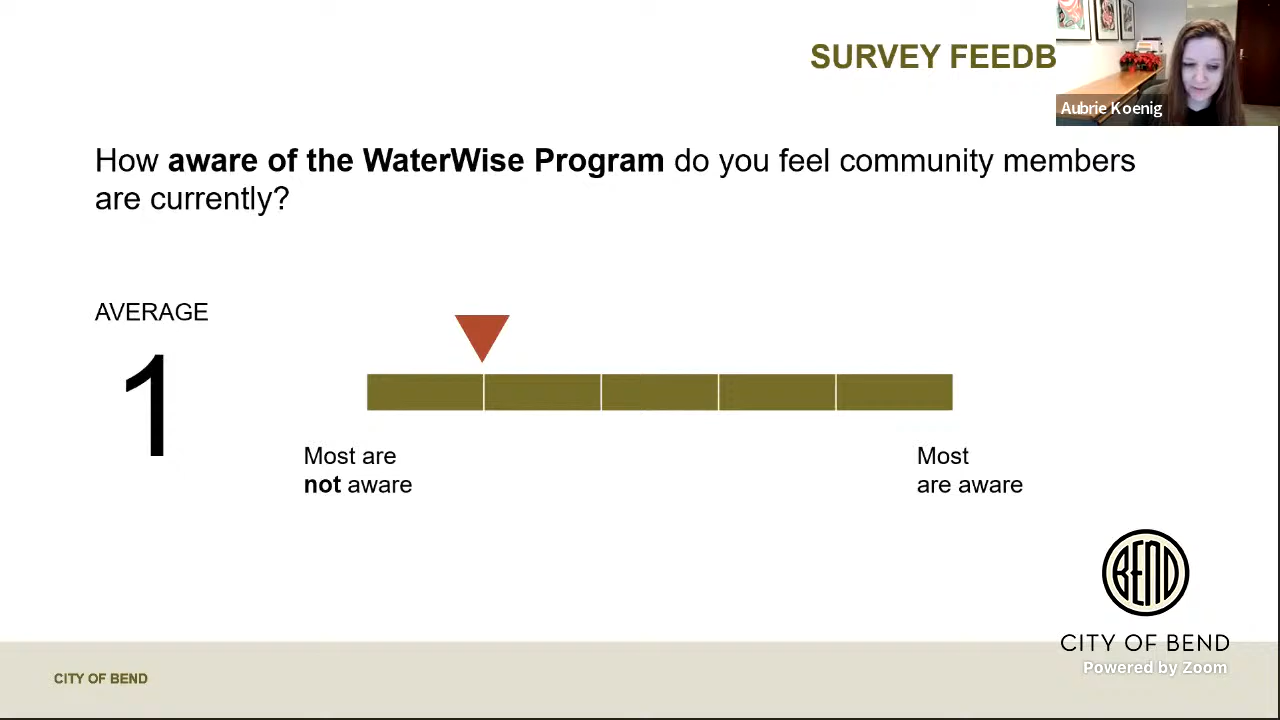 SURVEY FEEDB
Aubrie Koenig
How aware of the WaterWise Program do you feel community members
are currently?
AVERAGE
1
Most are
not aware
Most
are aware
BEND
CITY OF BEND
Powered by Zoom
CITY OF BEND